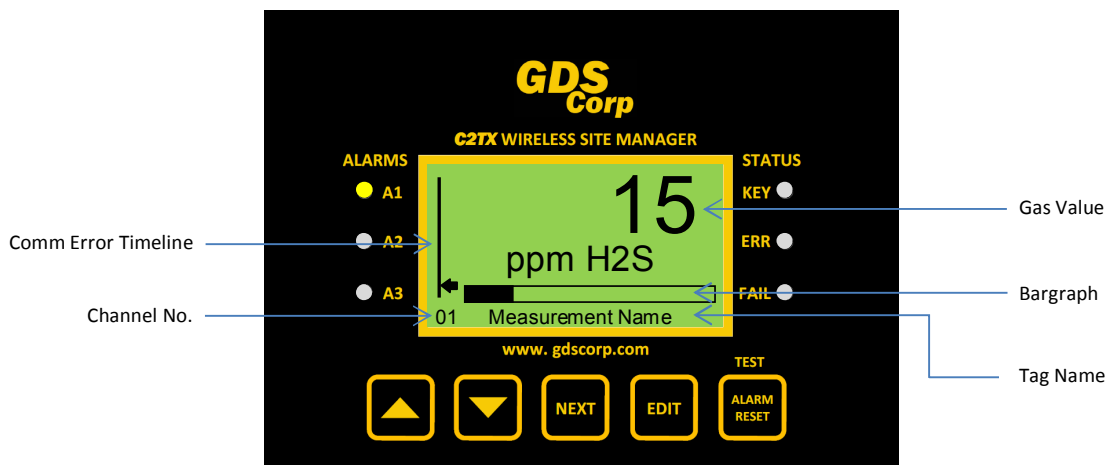 GDS
Corp
C2TX WIRELESS SITE MANAGER
ALARMS
STATUS
A1
15
KEY
Gas Value
Comm Error Timeline
A2
ppm H2S
ERR
A3
FAIL
Bargraph
Channel No.
01 Measurement Name
www. gdscorp.com
TEST
Tag Name
NEXT
EDIT
ALARM
RESET